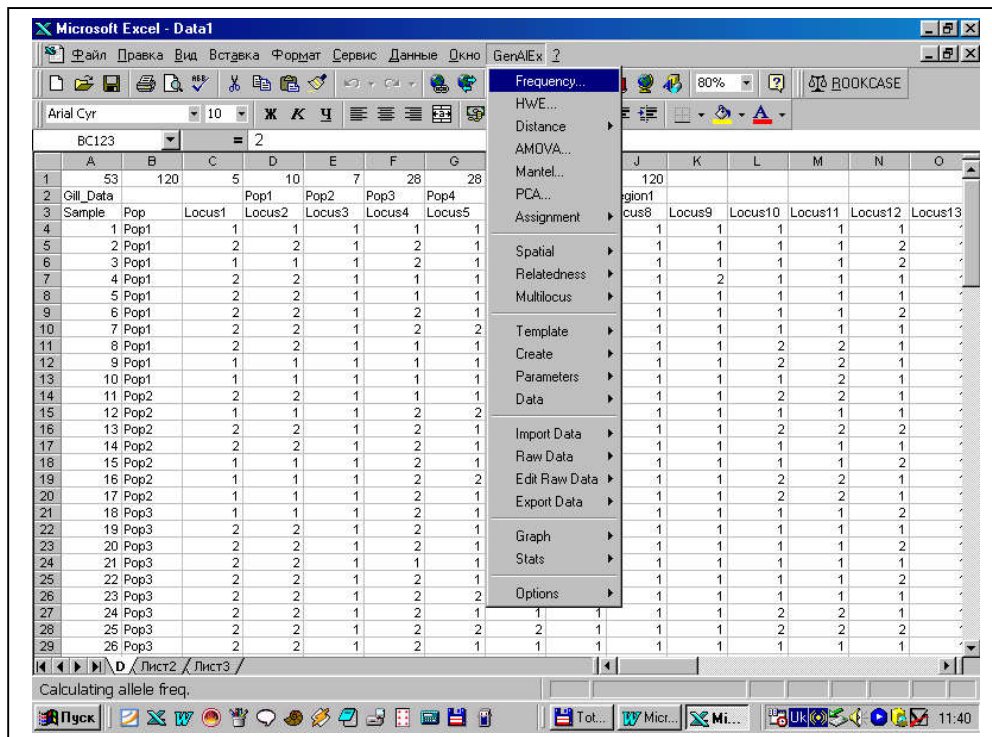 Microsoft Excel - Data1
Файл Правка Вид Вставка Формат Сервис Данные Окно GenAlEx ?
80% BOOKCASE
Arial Cyr 10 Ж К Ч
BC123 = 2
A B C D E F G J K L M N O
1 53 120 5 10 7 28 28 120
2 Gill_Data Pop1 Pop2 Pop3 Pop4 egion1
3 Sample Pop Locus1 Locus2 Locus3 Locus4 Locus5 cus8 Locus9 Locus10 Locus11 Locus12 Locus13
4 1 Pop1 1 1 1 1 1 1 1 1 1 1
5 2 Pop1 2 2 1 2 1 1 1 1 1 2
6 3 Pop1 1 1 1 2 1 1 1 1 1 2
7 4 Pop1 2 2 1 1 1 1 2 1 1 1
8 5 Pop1 2 2 1 1 1 1 1 1 1 1
9 6 Pop1 2 2 1 2 1 1 1 1 1 2
10 7 Pop1 2 2 1 2 2 1 1 1 1 1
11 8 Pop1 2 2 1 1 1 1 1 2 2 1
12 9 Pop1 1 1 1 1 1 1 1 2 1 1
13 10 Pop1 1 1 1 1 1 1 1 1 2 1
14 11 Pop2 2 2 1 1 1 1 1 2 2 1
15 12 Pop2 1 1 1 2 2 1 1 1 1 1
16 13 Pop2 2 2 1 2 1 1 1 2 2 2
17 14 Pop2 2 2 1 2 1 1 1 1 1 1
18 15 Pop2 1 1 1 2 1 1 1 1 1 2
19 16 Pop2 1 1 1 2 2 1 1 2 2 1
20 17 Pop2 1 1 1 2 1 1 1 2 2 1
21 18 Pop3 1 1 1 2 1 1 1 1 1 2
22 19 Pop3 2 2 1 2 1 1 1 1 1 1
23 20 Pop3 2 2 1 2 1 1 1 1 1 2
24 21 Pop3 2 2 1 1 1 1 1 1 1 1
25 22 Pop3 2 2 1 2 1 1 1 1 1 2
26 23 Pop3 2 2 1 2 2 1 1 1 1 1
27 24 Pop3 2 2 1 2 1 1 1 1 1 2 2 1
28 25 Pop3 2 2 1 2 2 2 1 1 1 2 2 2
29 26 Pop3 2 2 1 2 1 1 1 1 1 1 1 1
Frequency...
HWE...
Distance
AMOVA...
Mantel...
PCA...
Assignment
Spatial
Relatedness
Multilocus
Template
Create
Parameters
Data
Import Data
Raw Data
Edit Raw Data
Export Data
Graph
Stats
Options
D Лист2 Лист3
Calculating allele freq.
Пуск Tot... Micr... Mi... Uk 11:40